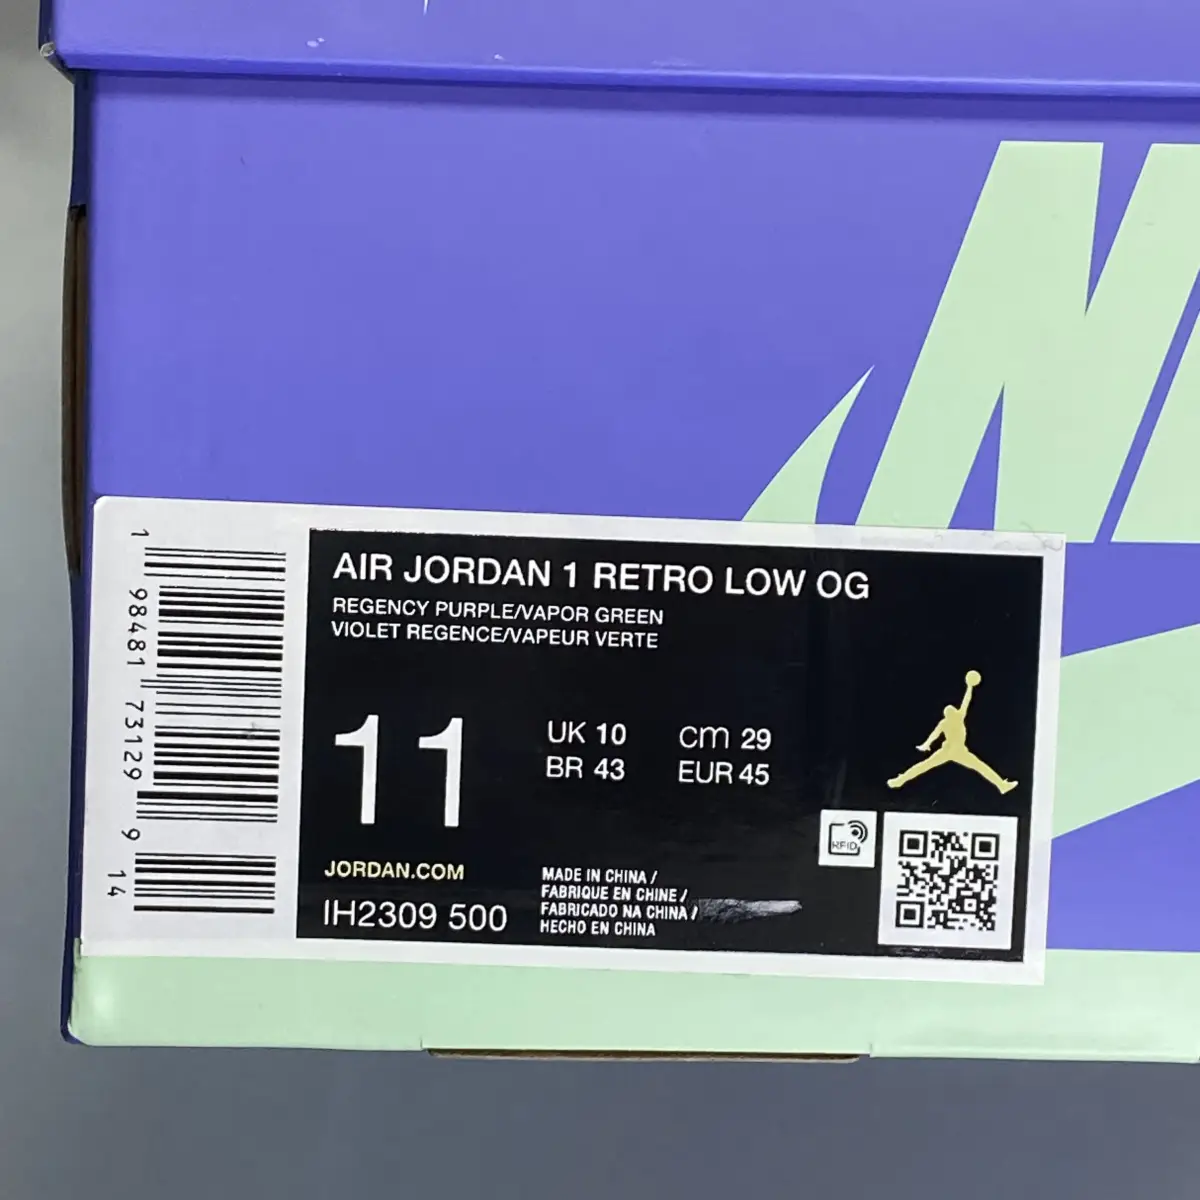 AIR JORDAN 1 RETRO LOW OG
REGENCY PURPLE/VAPOR GREEN
VIOLET REGENCE/VAPEUR VERTE
11
UK 10
cm 29
BR 43
EUR 45
JORDAN.COM
IH2309 500
MADE IN CHINA /
FABRIQUE EN CHINE /
FABRICADO NA CHINA /
HECHO EN CHINA
RFID
1 98481 73129 9 14